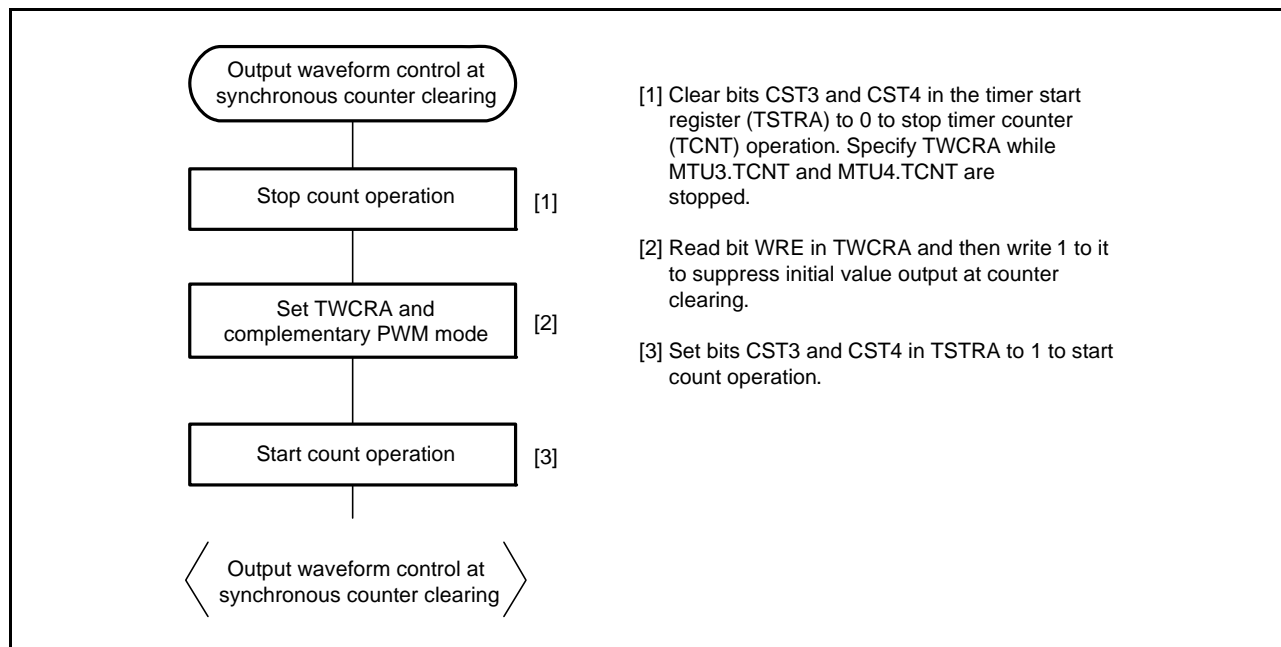 Output waveform control at
synchronous counter clearing
Stop count operation
[1]
Set TWCRA and
complementary PWM mode
[2]
Start count operation
[3]
Output waveform control at
synchronous counter clearing
[1] Clear bits CST3 and CST4 in the timer start
register (TSTRA) to 0 to stop timer counter
(TCNT) operation. Specify TWCRA while
MTU3.TCNT and MTU4.TCNT are
stopped.
[2] Read bit WRE in TWCRA and then write 1 to it
to suppress initial value output at counter
clearing.
[3] Set bits CST3 and CST4 in TSTRA to 1 to start
count operation.